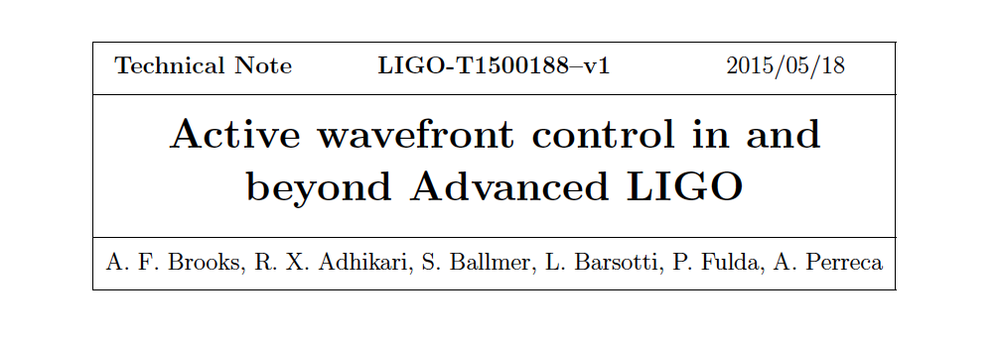 Technical Note LIGO-T1500188–v1 2015/05/18
Active wavefront control in and
beyond Advanced LIGO
A. F. Brooks, R. X. Adhikari, S. Ballmer, L. Barsotti, P. Fulda, A. Perreca